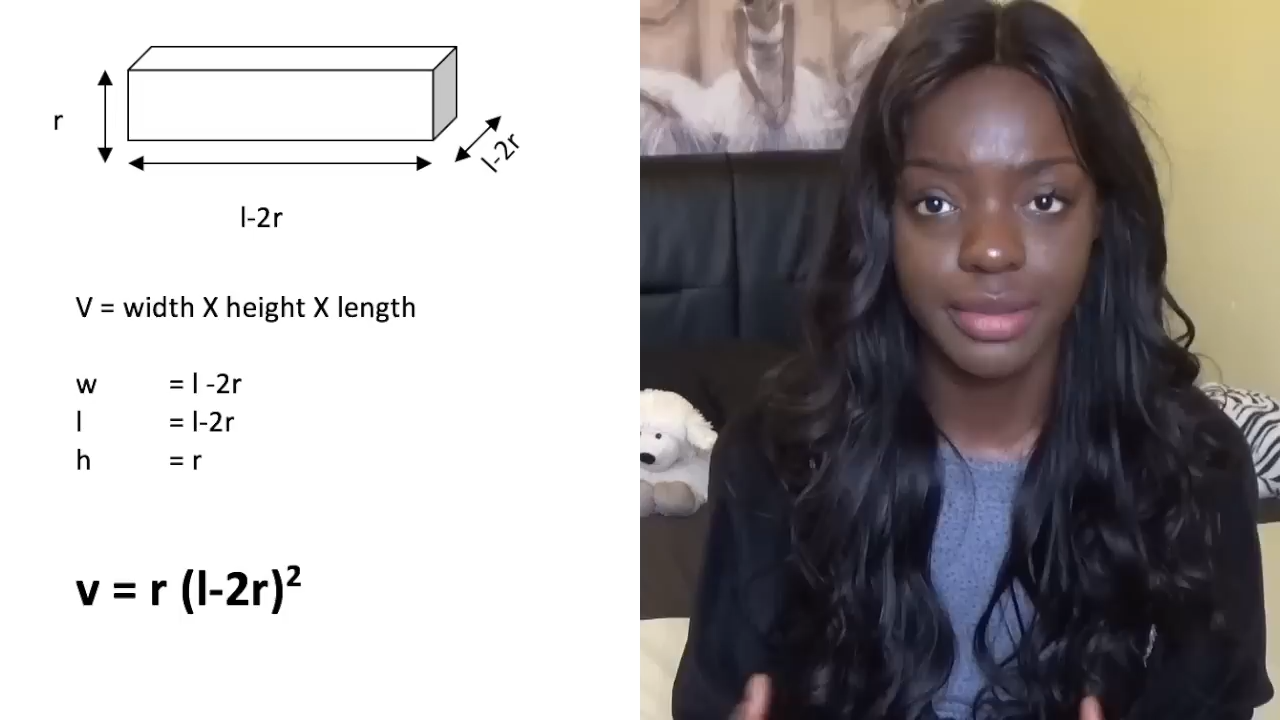 r
l-2r
l-2r
V = width X height X length
w = l -2r
l = l-2r
h = r
v = r (l-2r)²